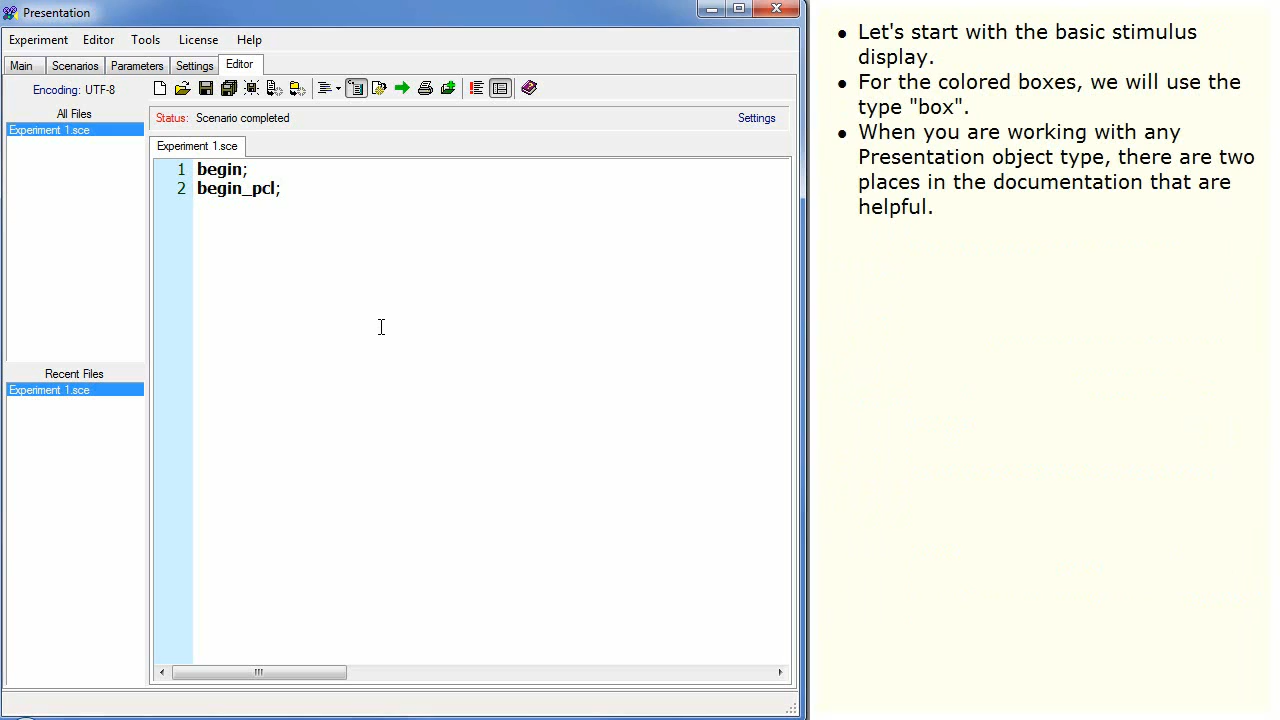 Presentation
Experiment Editor Tools License Help
Main Scenarios Parameters Settings Editor
Encoding: UTF-8
All Files
Experiment 1.sce
Status: Scenario completed Settings
Experiment 1.sce
1 begin;
2 begin_pcl;
Recent Files
Experiment 1.sce
• Let's start with the basic stimulus
display.
• For the colored boxes, we will use the
type "box".
• When you are working with any
Presentation object type, there are two
places in the documentation that are
helpful.